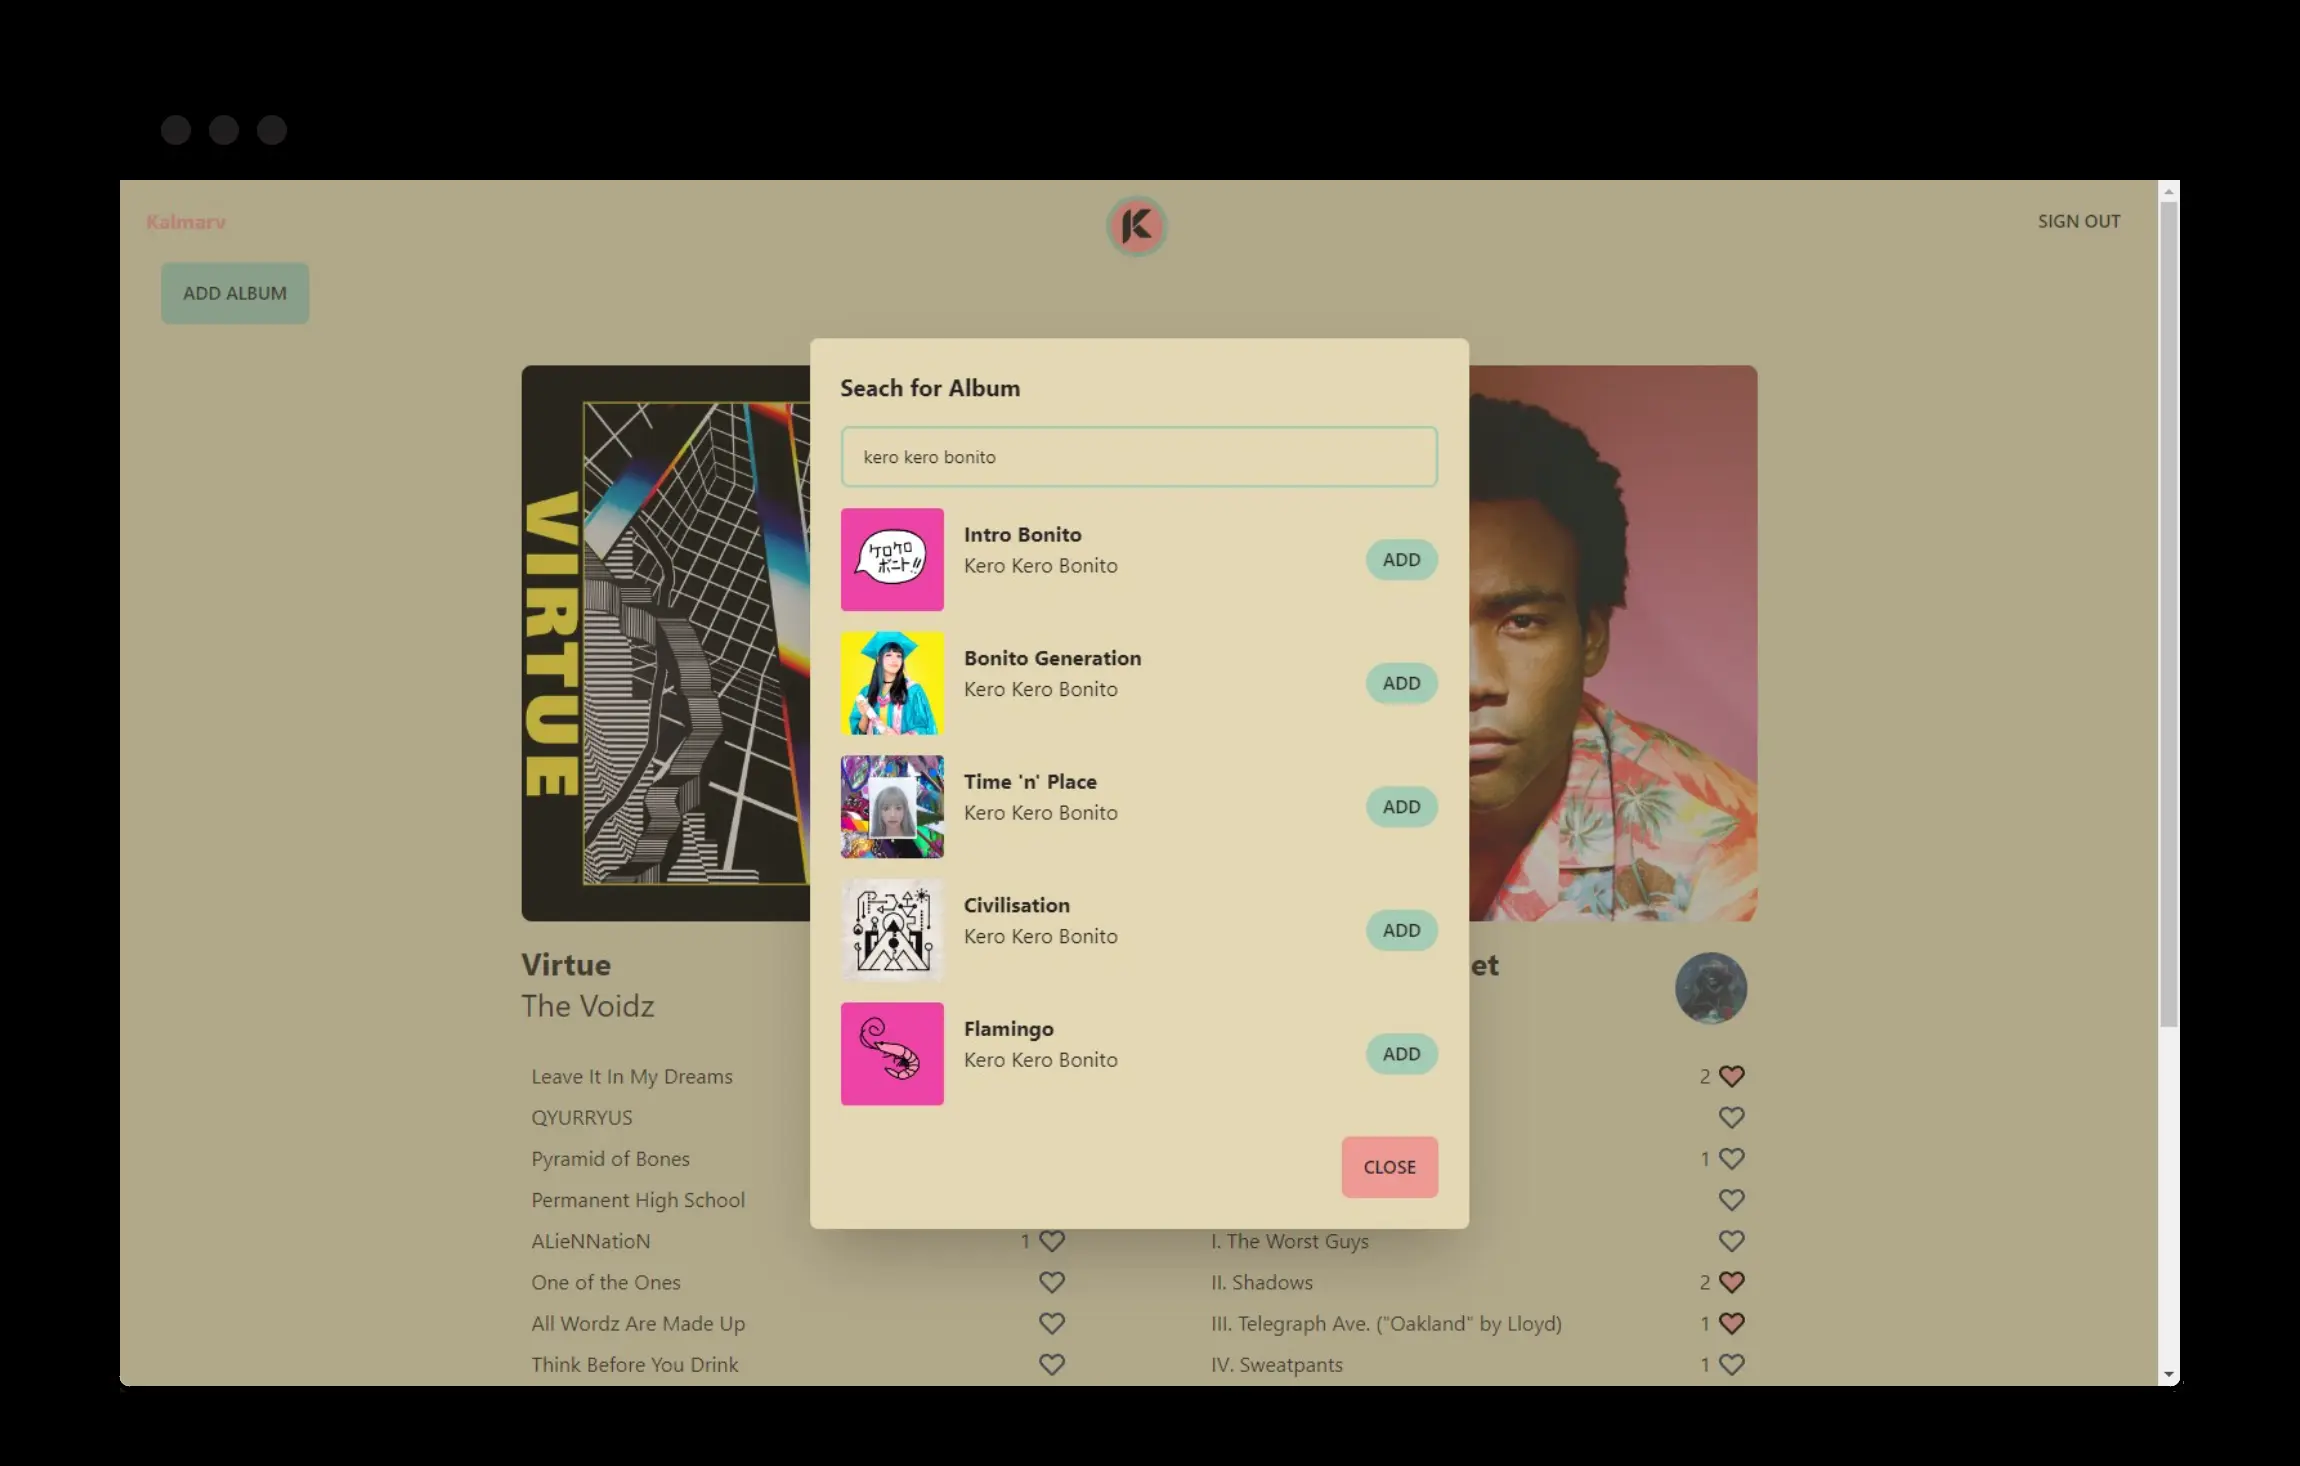 Kalmarv
K
SIGN OUT
ADD ALBUM
VIRTUE
Seach for Album
kero kero bonito
ケロケロ
ボニト!!
Intro Bonito
Kero Kero Bonito
ADD
Bonito Generation
Kero Kero Bonito
ADD
Time 'n' Place
Kero Kero Bonito
ADD
Civilisation
Kero Kero Bonito
ADD
Flamingo
Kero Kero Bonito
ADD
CLOSE
Virtue
The Voidz
et
Leave It In My Dreams
2
QYURRYUS
Pyramid of Bones
1
Permanent High School
ALieNNatioN
1
I. The Worst Guys
One of the Ones
II. Shadows
2
All Wordz Are Made Up
III. Telegraph Ave. ("Oakland" by Lloyd)
1
Think Before You Drink
IV. Sweatpants
1